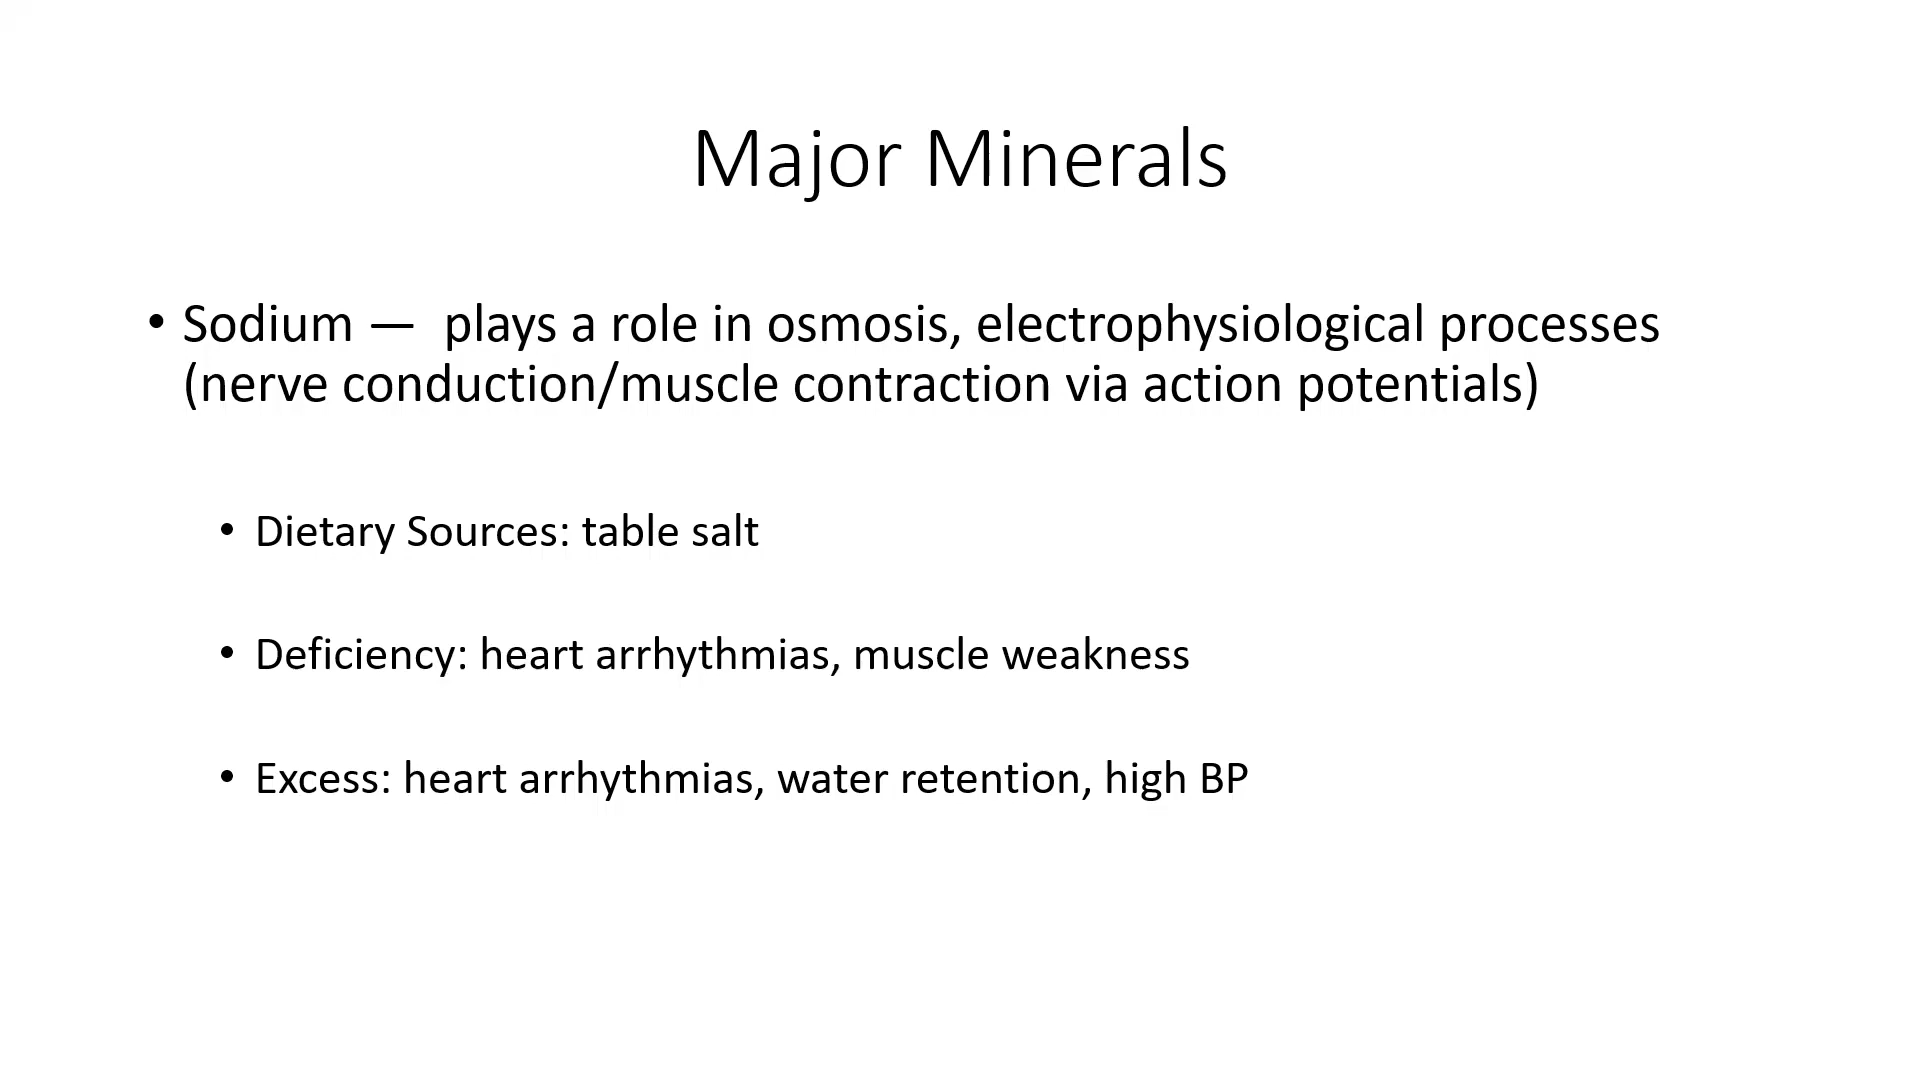 Major Minerals
• Sodium —  plays a role in osmosis, electrophysiological processes
(nerve conduction/muscle contraction via action potentials)
• Dietary Sources: table salt
• Deficiency: heart arrhythmias, muscle weakness
• Excess: heart arrhythmias, water retention, high BP